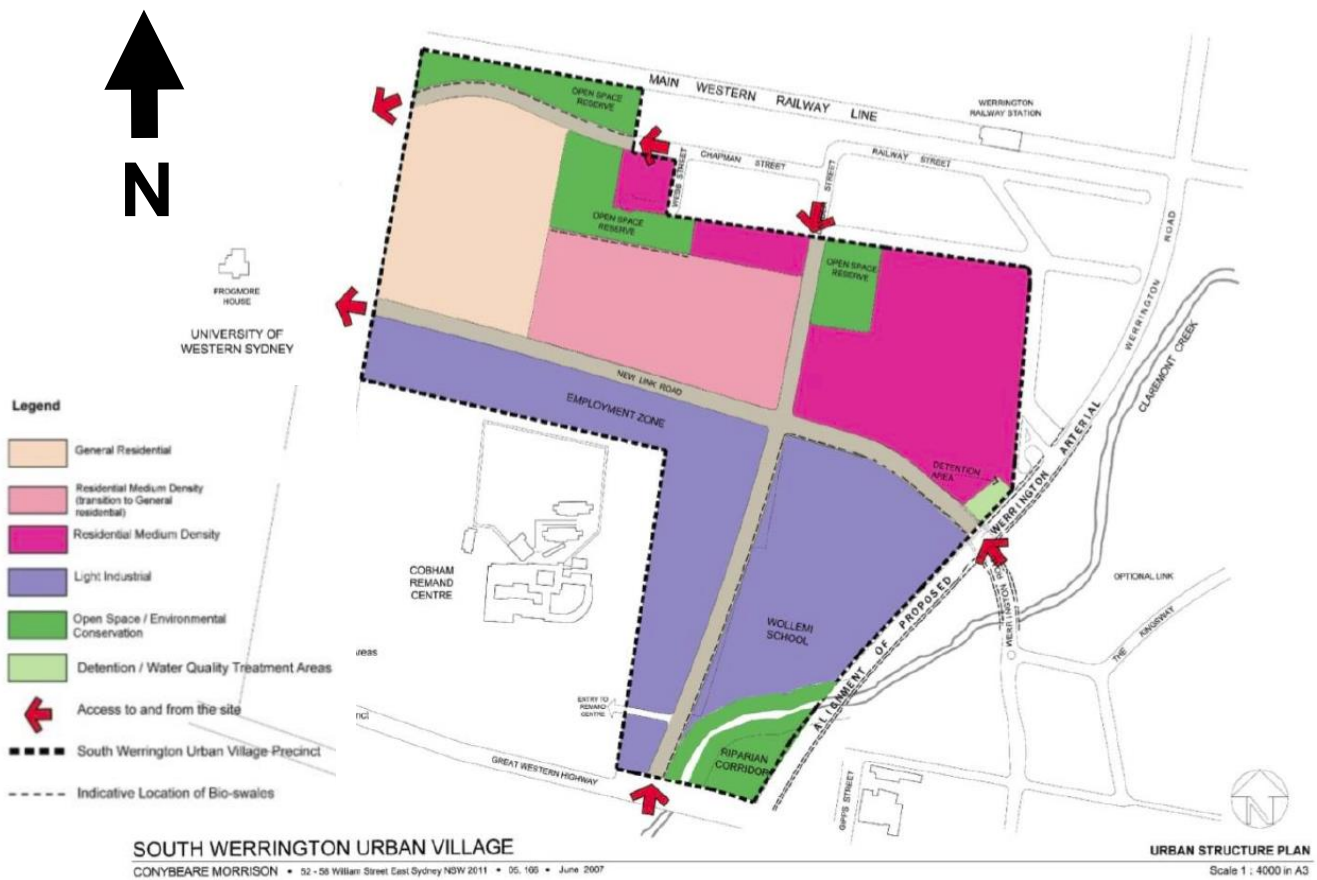 N
MAIN WESTERN RAILWAY LINE
WERRINGTON
RAILWAY STATION
OPEN SPACE
RESERVE
CHAPMAN STREET
RAILWAY STREET
WEBB STREET
STREET
OPEN SPACE
RESERVE
OPEN SPACE
RESERVE
WERRINGTON ROAD
CLAREMONT CREEK
FROGMORE
HOUSE
UNIVERSITY OF
WESTERN SYDNEY
NEW LINK ROAD
EMPLOYMENT ZONE
DETENTION
AREA
ALIGNMENT OF PROPOSED WERRINGTON ARTERIAL
COBHAM
REMAND
CENTRE
WOLLEMI
SCHOOL
OPTIONAL LINK
THE KINGSWAY
ENTRY TO
REMAND
CENTRE
RIPARIAN
CORRIDOR
GREAT WESTERN HIGHWAY
GIPPS STREET
Legend
General Residential
Residential Medium Density
(transition to General
residential)
Residential Medium Density
Light Industrial
Open Space / Environmental
Conservation
Detention / Water Quality Treatment Areas
Access to and from the site
South Werrington Urban Village Precinct
Indicative Location of Bio-swales
N
SOUTH WERRINGTON URBAN VILLAGE
CONYBEARE MORRISON • 52 - 58 William Street East Sydney NSW 2011 • 05. 166 • June 2007
URBAN STRUCTURE PLAN
Scale 1 : 4000 in A3